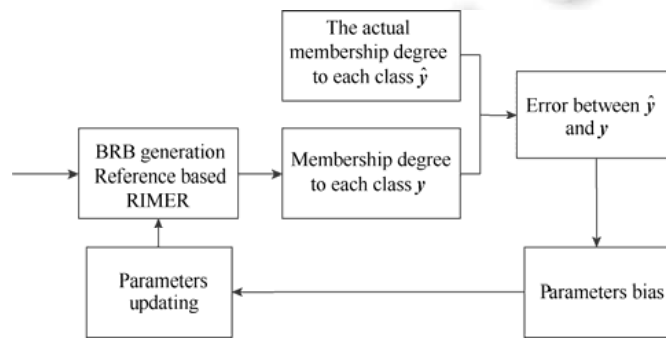 The actual
membership degree
to each class ŷ
BRB generation
Reference based
RIMER
Membership degree
to each class y
Error between ŷ
and y
Parameters
updating
Parameters bias